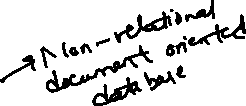 → Non-relational
document oriented
database